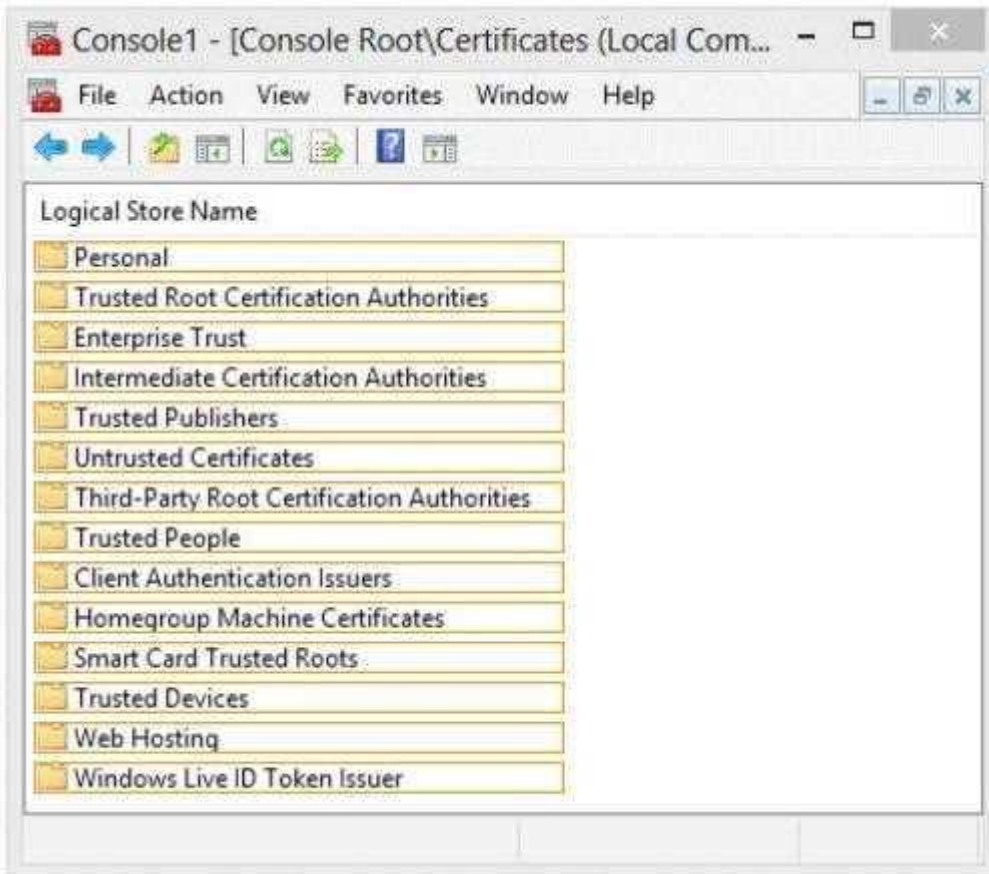 Console1 - [Console Root\Certificates (Local Com...
File Action View Favorites Window Help
Logical Store Name
Personal
Trusted Root Certification Authorities
Enterprise Trust
Intermediate Certification Authorities
Trusted Publishers
Untrusted Certificates
Third-Party Root Certification Authorities
Trusted People
Client Authentication Issuers
Homegroup Machine Certificates
Smart Card Trusted Roots
Trusted Devices
Web Hosting
Windows Live ID Token Issuer